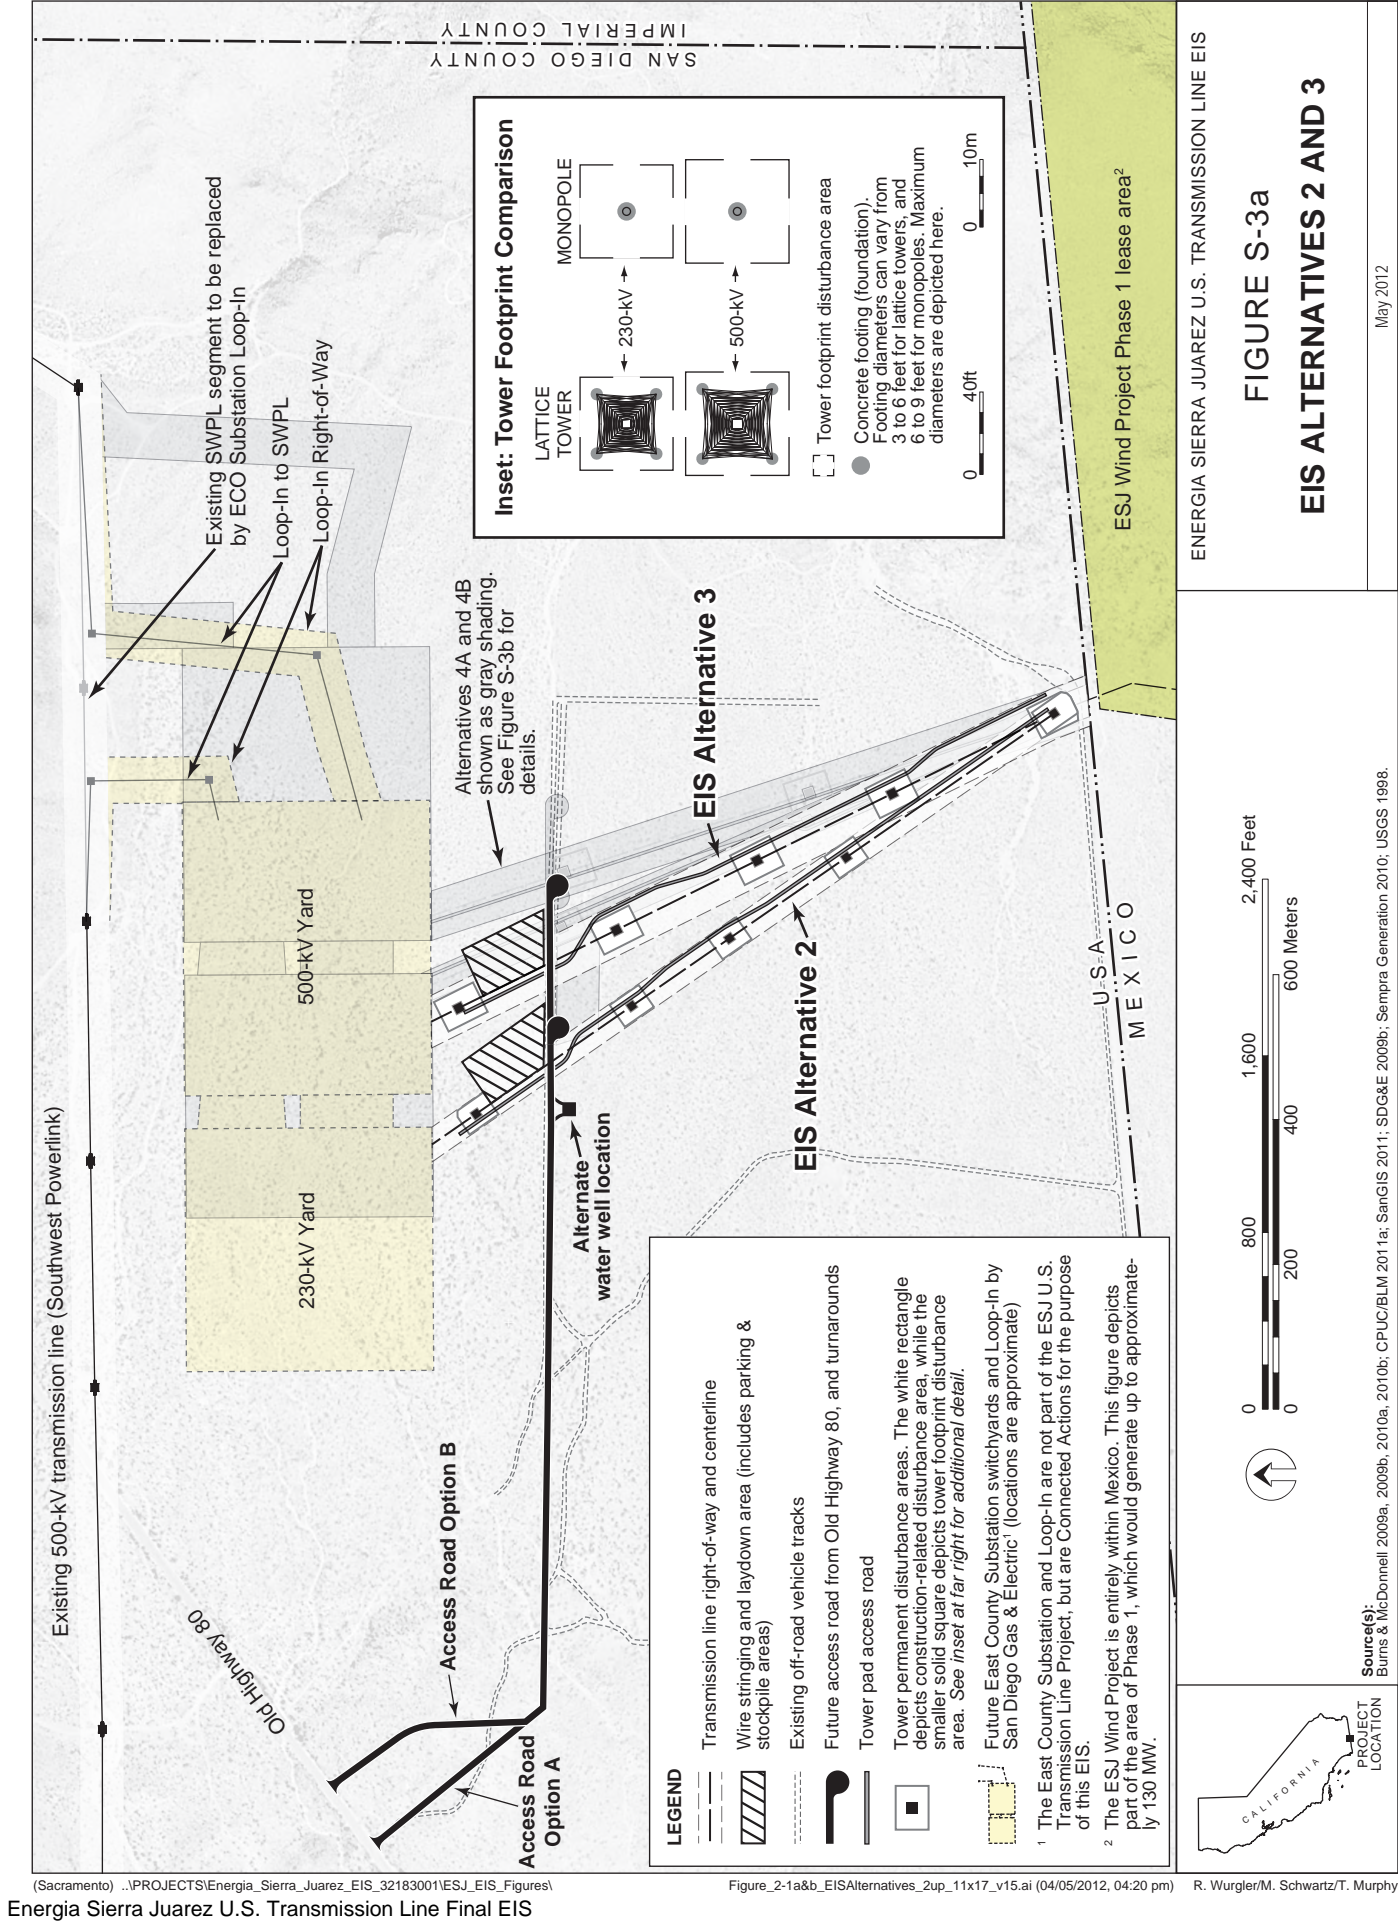 SAN DIEGO COUNTY
IMPERIAL COUNTY
Existing 500-kV transmission line (Southwest Powerlink)
Existing SWPL segment to be replaced
by ECO Substation Loop-In
Loop-In to SWPL
Loop-In Right-of-Way
Old Highway 80
230-kV Yard
500-kV Yard
Access Road Option B
Access Road
Option A
Alternate
water well location
Alternatives 4A and 4B
shown as gray shading.
See Figure S-3b for
details.
EIS Alternative 3
EIS Alternative 2
U S A
M E X I C O
ESJ Wind Project Phase 1 lease area²
Inset: Tower Footprint Comparison
LATTICE
TOWER
MONOPOLE
230-kV
500-kV
Tower footprint disturbance area
Concrete footing (foundation).
Footing diameters can vary from
3 to 6 feet for lattice towers, and
6 to 9 feet for monopoles. Maximum
diameters are depicted here.
0 40ft
0 10m
LEGEND
Transmission line right-of-way and centerline
Wire stringing and laydown area (includes parking &
stockpile areas)
Existing off-road vehicle tracks
Future access road from Old Highway 80, and turnarounds
Tower pad access road
Tower permanent disturbance areas. The white rectangle
depicts construction-related disturbance area, while the
smaller solid square depicts tower footprint disturbance
area. See inset at far right for additional detail.
Future East County Substation switchyards and Loop-In by
San Diego Gas & Electric¹ (locations are approximate)
¹ The East County Substation and Loop-In are not part of the ESJ U.S.
Transmission Line Project, but are Connected Actions for the purpose
of this EIS.
² The ESJ Wind Project is entirely within Mexico. This figure depicts
part of the area of Phase 1, which would generate up to approximate-
ly 130 MW.
CALIFORNIA
PROJECT
LOCATION
0 800 1,600 2,400 Feet
0 200 400 600 Meters
Source(s):
Burns & McDonnell 2009a, 2009b, 2010a, 2010b; CPUC/BLM 2011a; SanGIS 2011; SDG&E 2009b; Sempra Generation 2010; USGS 1998.
ENERGIA SIERRA JUAREZ U.S. TRANSMISSION LINE EIS
FIGURE S-3a
EIS ALTERNATIVES 2 AND 3
May 2012
(Sacramento) ..\PROJECTS\Energia_Sierra_Juarez_EIS_32183001\ESJ_EIS_Figures\
Figure_2-1a&b_EISAlternatives_2up_11x17_v15.ai (04/05/2012, 04:20 pm)
R. Wurgler/M. Schwartz/T. Murphy
Energia Sierra Juarez U.S. Transmission Line Final EIS